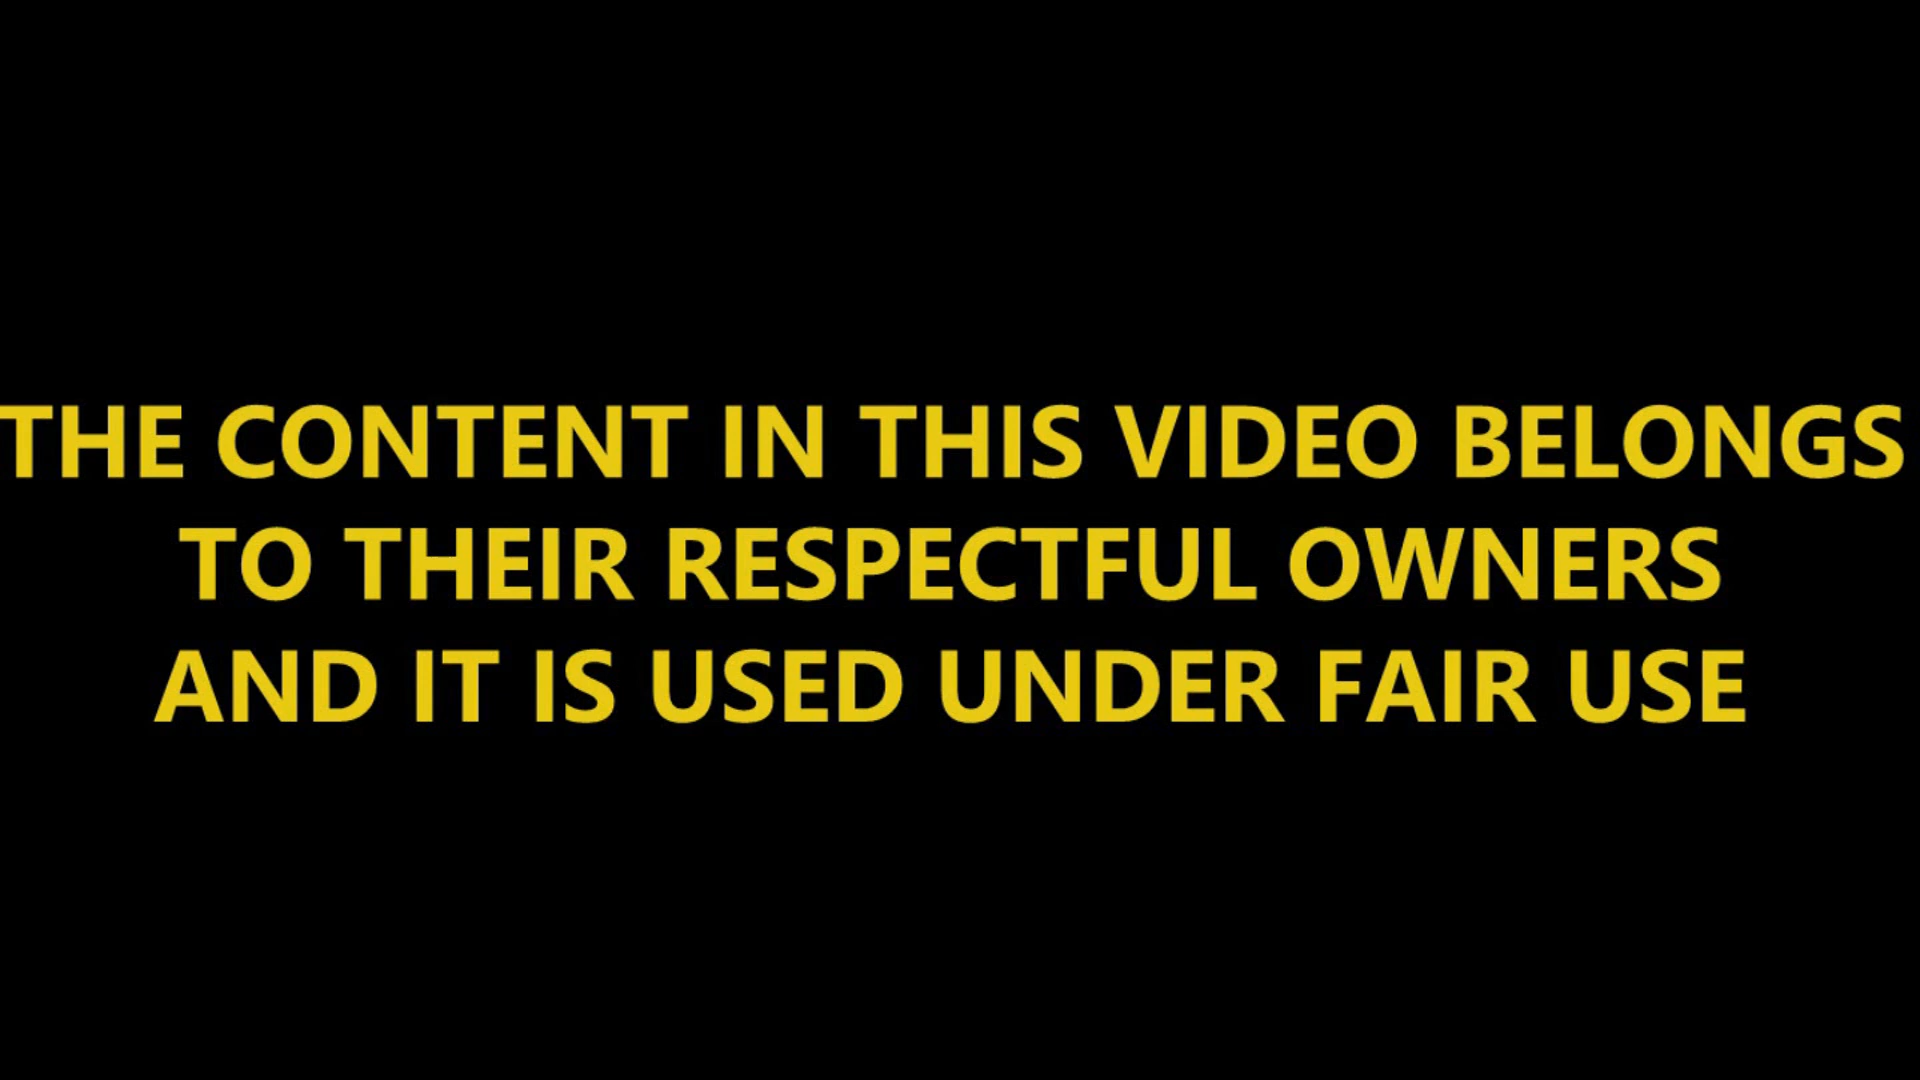 THE CONTENT IN THIS VIDEO BELONGS
TO THEIR RESPECTFUL OWNERS
AND IT IS USED UNDER FAIR USE